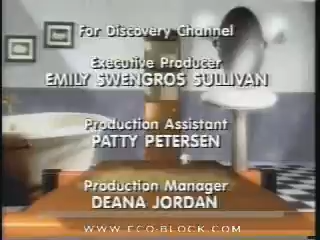 For Discovery Channel
Executive Producer
EMILY SWENGROS SULLIVAN
Production Assistant
PATTY PETERSEN
Production Manager
DEANA JORDAN
WWW.ECO-BLOCK.COM